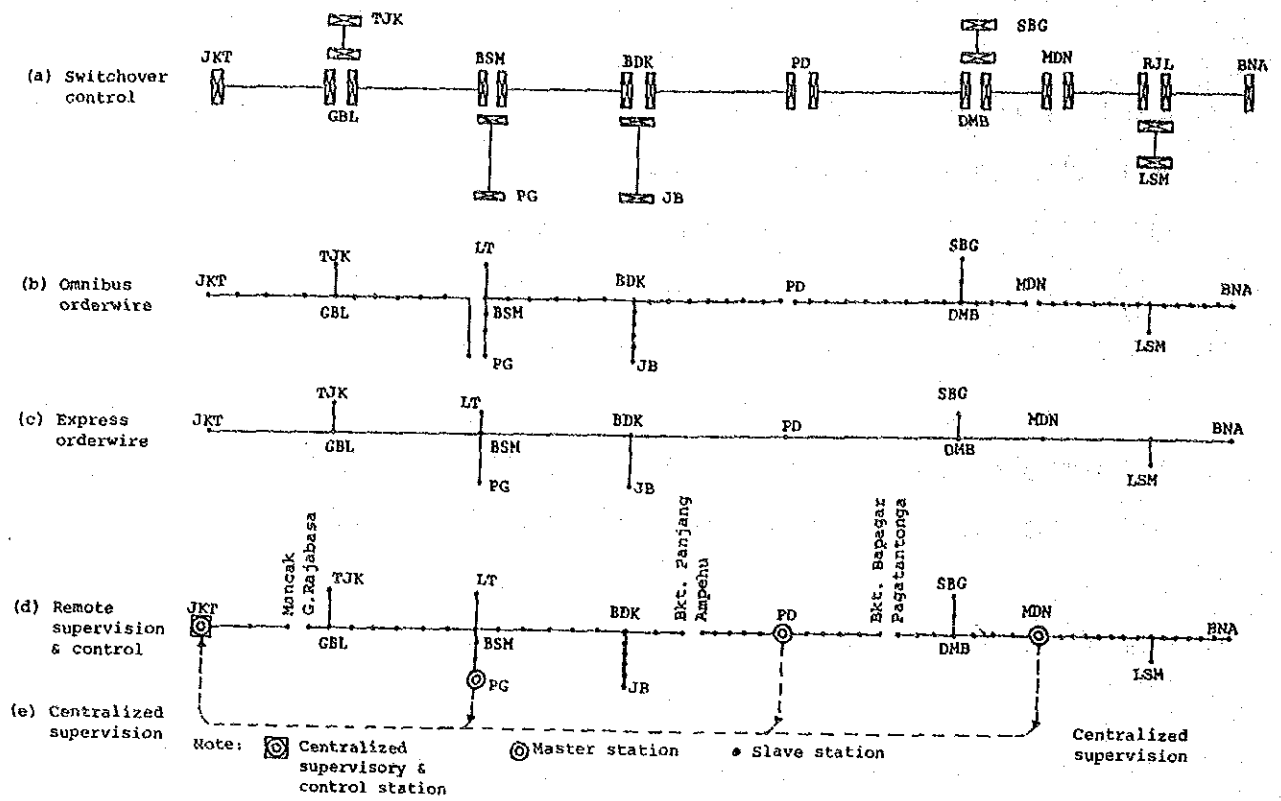 TJK
SBG
JKT
BSM
BDK
PD
MDN
RJL
BNA
(a) Switchover
control
GBL
DMB
PG
JB
LSM
TJK
LT
SBG
(b) Omnibus
orderwire
JKT
BDK
PD
MDN
BNA
GBL
BSM
DMB
PG
JB
LSM
TJK
LT
SBG
(c) Express
orderwire
JKT
BDK
PD
MDN
BNA
GBL
BSM
DMB
PG
JB
LSM
Moncak
G.Rajabasa
Bkt. Panjang
Ampehu
Bkt. Bapagar
Pagatantonga
TJK
LT
SBG
(d) Remote
supervision
& control
JKT
BDK
PD
MDN
BNA
GBL
BSM
DMB
PG
JB
LSM
(e) Centralized
supervision
Note:
Centralized
supervisory &
control station
Master station
Slave station
Centralized
supervision